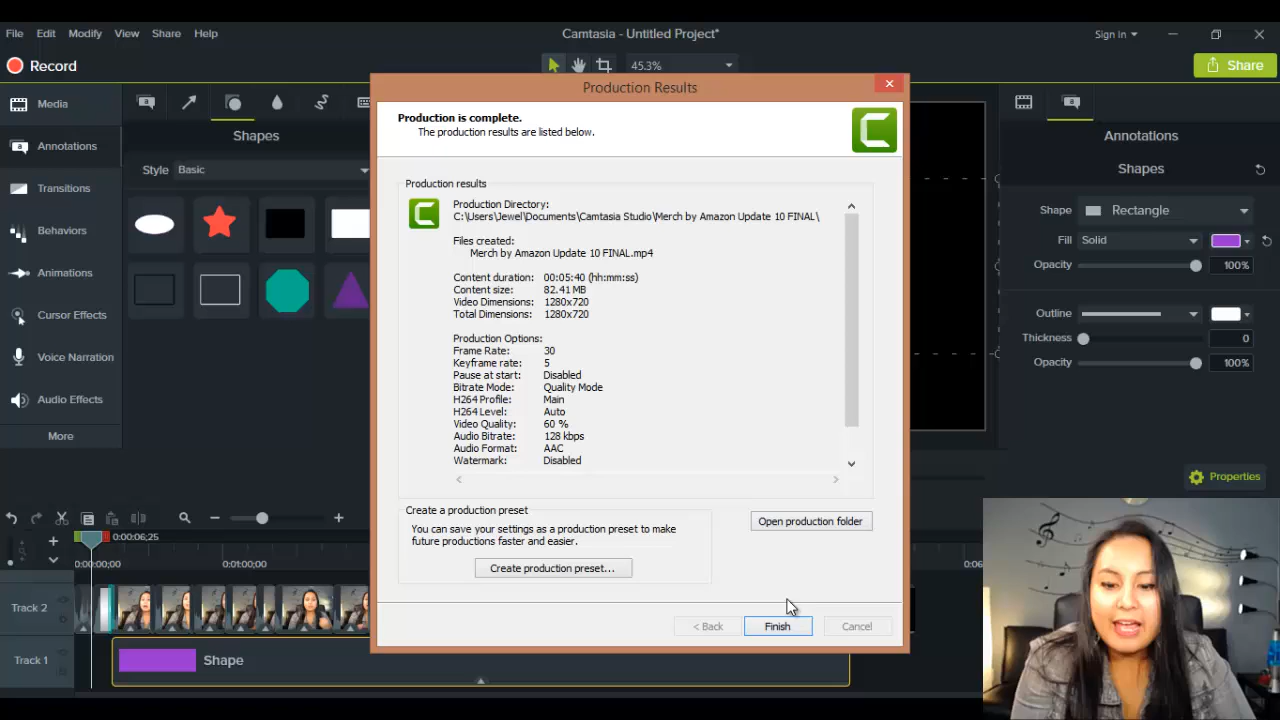 File Edit Modify View Share Help
Camtasia - Untitled Project*
Sign in
Record
45.3%
Share
Media
Annotations
Transitions
Behaviors
Animations
Cursor Effects
Voice Narration
Audio Effects
More
Shapes
Style Basic
Production Results
Production is complete.
The production results are listed below.
Production results
Production Directory:
C:\Users\Jewel\Documents\Camtasia Studio\Merch by Amazon Update 10 FINAL\
Files created:
Merch by Amazon Update 10 FINAL.mp4
Content duration: 00:05:40 (hh:mm:ss)
Content size: 82.41 MB
Video Dimensions: 1280x720
Total Dimensions: 1280x720
Production Options:
Frame Rate: 30
Keyframe rate: 5
Pause at start: Disabled
Bitrate Mode: Quality Mode
H264 Profile: Main
H264 Level: Auto
Video Quality: 60 %
Audio Bitrate: 128 kbps
Audio Format: AAC
Watermark: Disabled
Create a production preset
You can save your settings as a production preset to make
future productions faster and easier.
Create production preset...
Open production folder
< Back
Finish
Cancel
Annotations
Shapes
Shape Rectangle
Fill Solid
Opacity 100%
Outline
Thickness 0
Opacity 100%
Properties
0:00:06;25
0:00:00;00
0:01:00;00
0:06
Track 2
Track 1
Shape